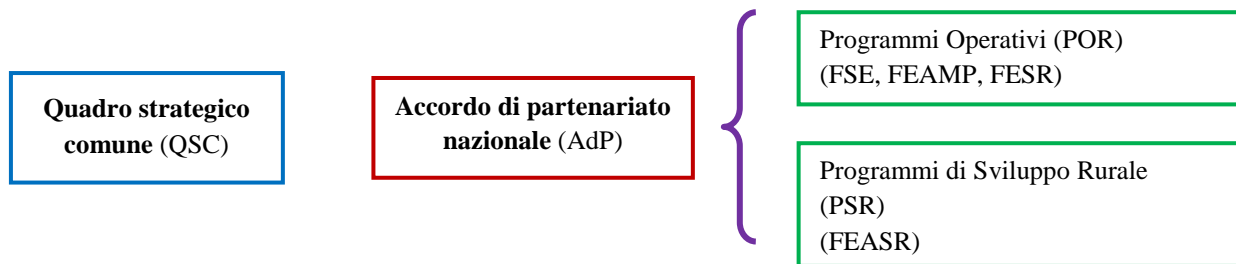 Quadro strategico
comune (QSC)
Accordo di partenariato
nazionale (AdP)
Programmi Operativi (POR)
(FSE, FEAMP, FESR)
Programmi di Sviluppo Rurale
(PSR)
(FEASR)